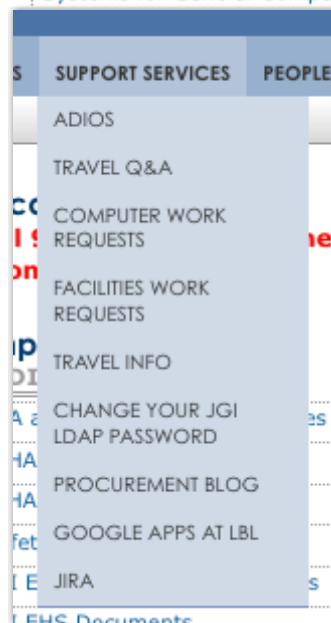 SUPPORT SERVICES PEOPLE
ADIOS
TRAVEL Q&A
COMPUTER WORK
REQUESTS
FACILITIES WORK
REQUESTS
TRAVEL INFO
CHANGE YOUR JGI
LDAP PASSWORD
PROCUREMENT BLOG
GOOGLE APPS AT LBL
JIRA
EHS Documents